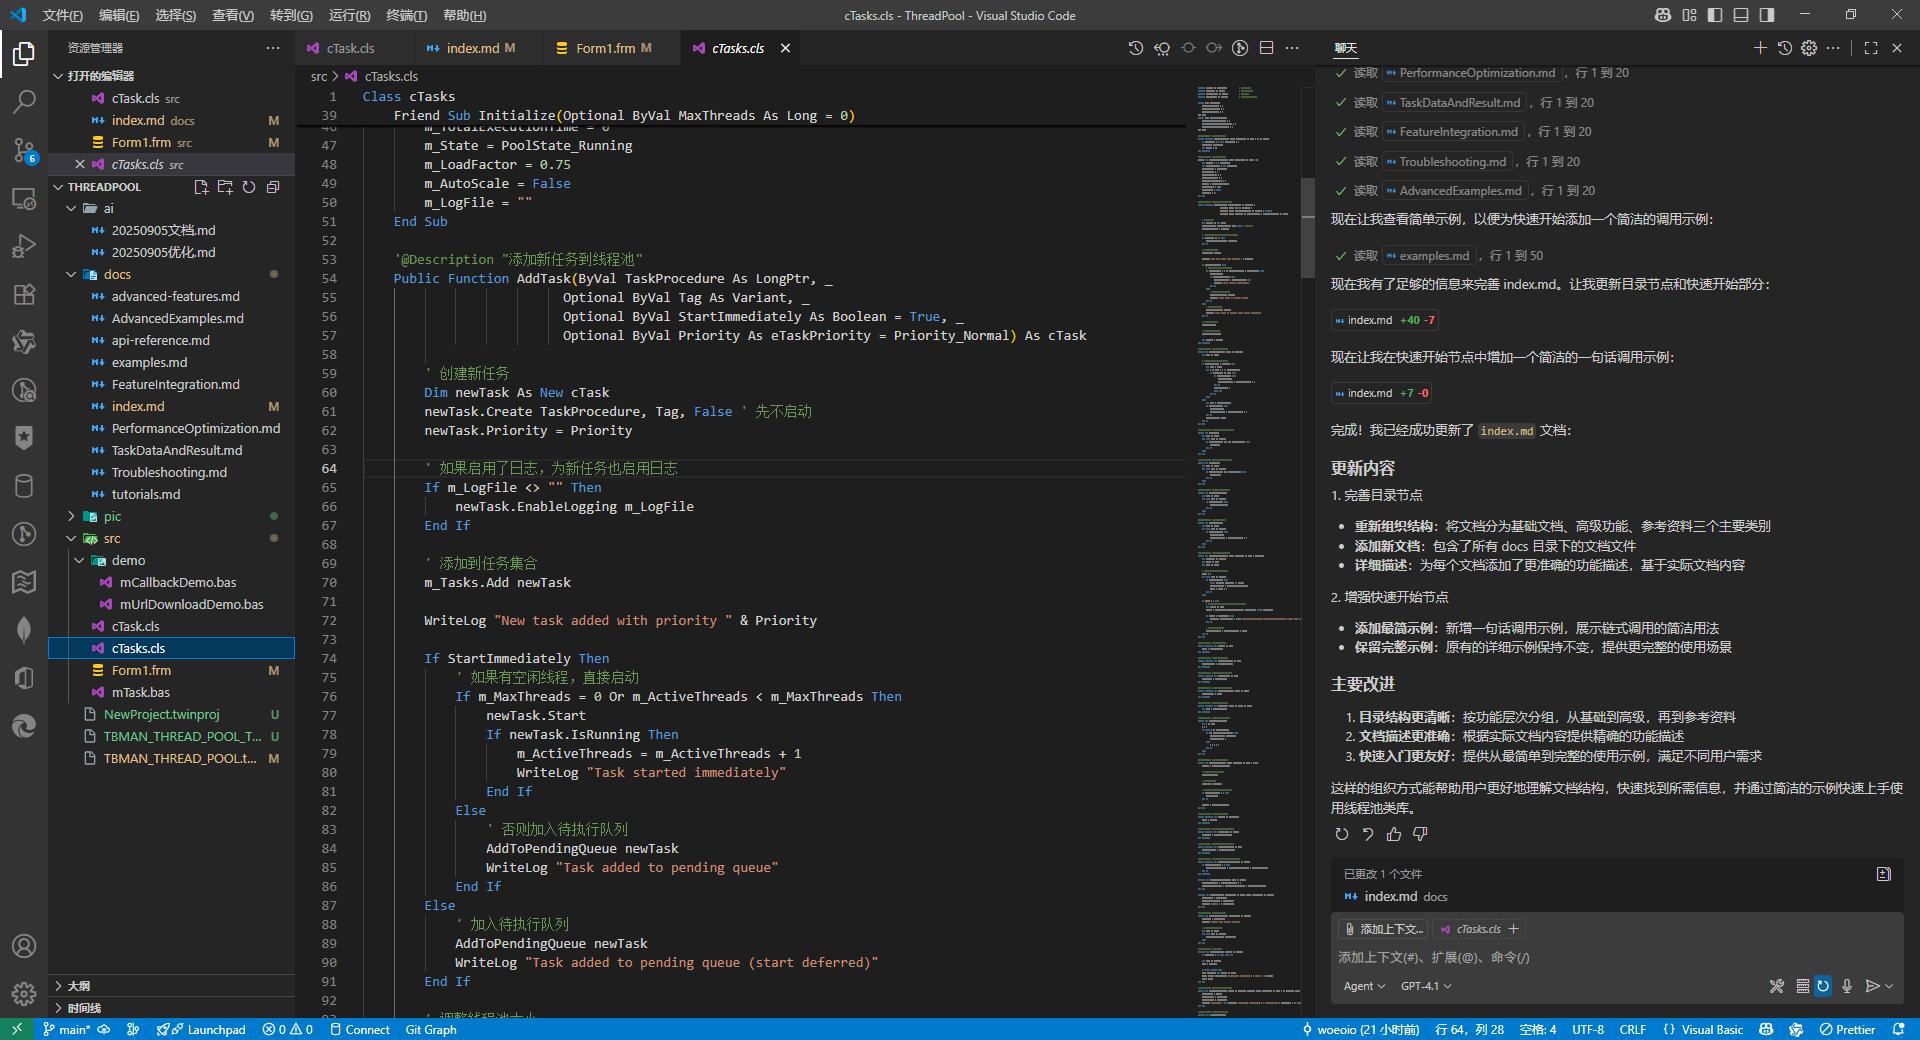 文件(F) 编辑(E) 选择(S) 查看(V) 转到(G) 运行(R) 终端(T) 帮助(H)
cTasks.cls - ThreadPool - Visual Studio Code
资源管理器
打开的编辑器
cTask.cls src
index.md docs M
Form1.frm src M
cTasks.cls src
THREADPOOL
ai
20250905文档.md
20250905优化.md
docs
advanced-features.md
AdvancedExamples.md
api-reference.md
examples.md
FeatureIntegration.md
index.md M
PerformanceOptimization.md
TaskDataAndResult.md
Troubleshooting.md
tutorials.md
pic
src
demo
mCallbackDemo.bas
mUrlDownloadDemo.bas
cTask.cls
cTasks.cls
Form1.frm M
mTask.bas
NewProject.twinproj U
TBMAN_THREAD_POOL_T... U
TBMAN_THREAD_POOL.t... M
大纲
时间线
cTask.cls index.md M Form1.frm M cTasks.cls
src cTasks.cls
1 Class cTasks
39 Friend Sub Initialize(Optional ByVal MaxThreads As Long = 0)
46 m_TotalExecutionTime = 0
47 m_State = PoolState_Running
48 m_LoadFactor = 0.75
49 m_AutoScale = False
50 m_LogFile = ""
51 End Sub
52
53 '@Description "添加新任务到线程池"
54 Public Function AddTask(ByVal TaskProcedure As LongPtr, _
55 Optional ByVal Tag As Variant, _
56 Optional ByVal StartImmediately As Boolean = True, _
57 Optional ByVal Priority As eTaskPriority = Priority_Normal) As cTask
58
59 ' 创建新任务
60 Dim newTask As New cTask
61 newTask.Create TaskProcedure, Tag, False ' 先不启动
62 newTask.Priority = Priority
63
64 ' 如果启用了日志，为新任务也启用日志
65 If m_LogFile <> "" Then
66 newTask.EnableLogging m_LogFile
67 End If
68
69 ' 添加到任务集合
70 m_Tasks.Add newTask
71
72 WriteLog "New task added with priority " & Priority
73
74 If StartImmediately Then
75 ' 如果有空闲线程，直接启动
76 If m_MaxThreads = 0 Or m_ActiveThreads < m_MaxThreads Then
77 newTask.Start
78 If newTask.IsRunning Then
79 m_ActiveThreads = m_ActiveThreads + 1
80 WriteLog "Task started immediately"
81 End If
82 Else
83 ' 否则加入待执行队列
84 AddToPendingQueue newTask
85 WriteLog "Task added to pending queue"
86 End If
87 Else
88 ' 加入待执行队列
89 AddToPendingQueue newTask
90 WriteLog "Task added to pending queue (start deferred)"
91 End If
92
93 ' 调整线程池大小
聊天
读取 PerformanceOptimization.md ，行 1 到 20
读取 TaskDataAndResult.md ，行 1 到 20
读取 FeatureIntegration.md ，行 1 到 20
读取 Troubleshooting.md ，行 1 到 20
读取 AdvancedExamples.md ，行 1 到 20
现在让我查看简单示例，以便为快速开始添加一个简洁的调用示例：
读取 examples.md ，行 1 到 50
现在我有了足够的信息来完善 index.md。让我更新目录节点和快速开始部分：
index.md +40 -7
现在让我在快速开始节点中增加一个简洁的一句话调用示例：
index.md +7 -0
完成！我已经成功更新了 index.md 文档：
更新内容
1. 完善目录节点
• 重新组织结构：将文档分为基础文档、高级功能、参考资料三个主要类别
• 添加新文档：包含了所有 docs 目录下的文档文件
• 详细描述：为每个文档添加了更准确的功能描述，基于实际文档内容
2. 增强快速开始节点
• 添加最简示例：新增一句话调用示例，展示链式调用的简洁用法
• 保留完整示例：原有的详细示例保持不变，提供更完整的使用场景
主要改进
1. 目录结构更清晰：按功能层次分组，从基础到高级，再到参考资料
2. 文档描述更准确：根据实际文档内容提供精确的功能描述
3. 快速入门更友好：提供从最简单到完整的使用示例，满足不同用户需求
这样的组织方式能帮助用户更好地理解文档结构，快速找到所需信息，并通过简洁的示例快速上手使
用线程池类库。
已更改 1 个文件
index.md docs
添加上下文... cTasks.cls
添加上下文(#)、扩展(@)、命令(/)
Agent GPT-4.1
6
main* Launchpad 0 0 Connect Git Graph
woeoio (21 小时前) 行 64，列 28 空格: 4 UTF-8 CRLF {} Visual Basic Prettier